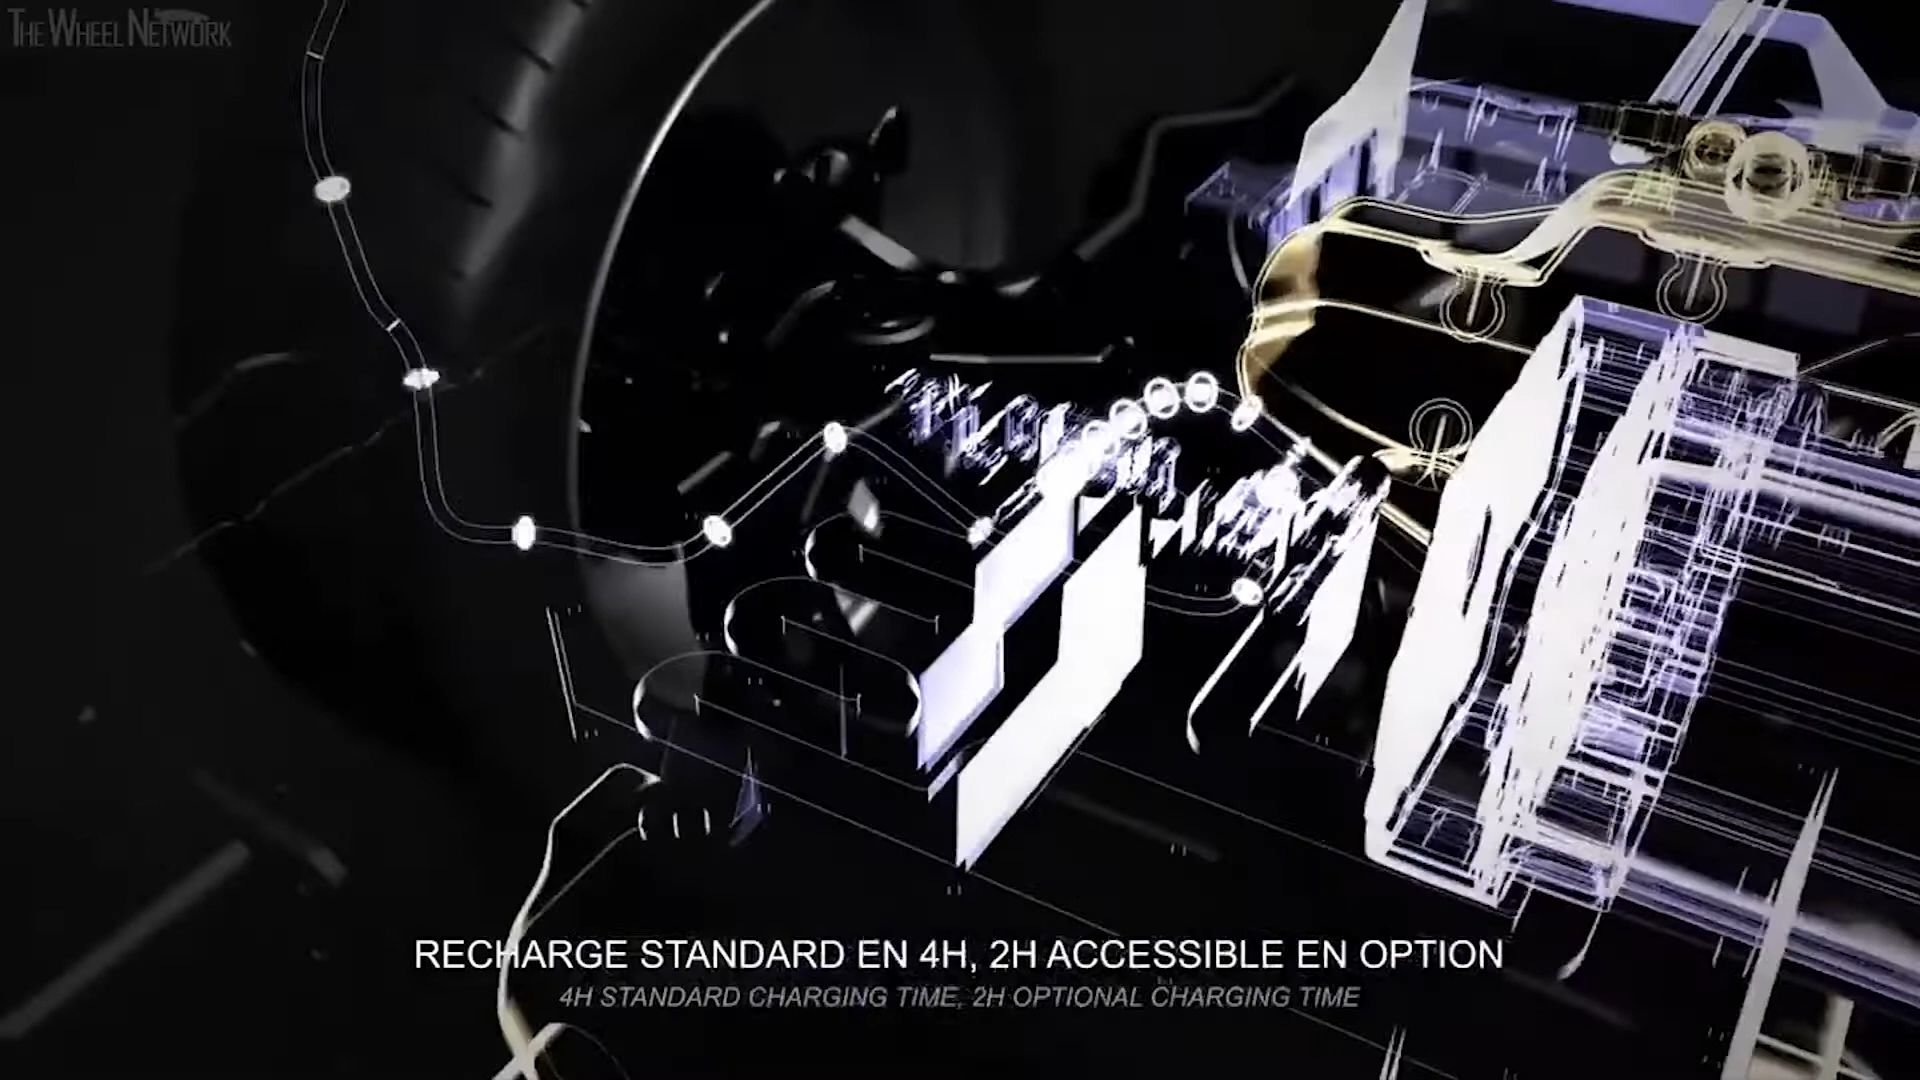 THE WHEEL NETWORK
RECHARGE STANDARD EN 4H, 2H ACCESSIBLE EN OPTION
4H STANDARD CHARGING TIME, 2H OPTIONAL CHARGING TIME